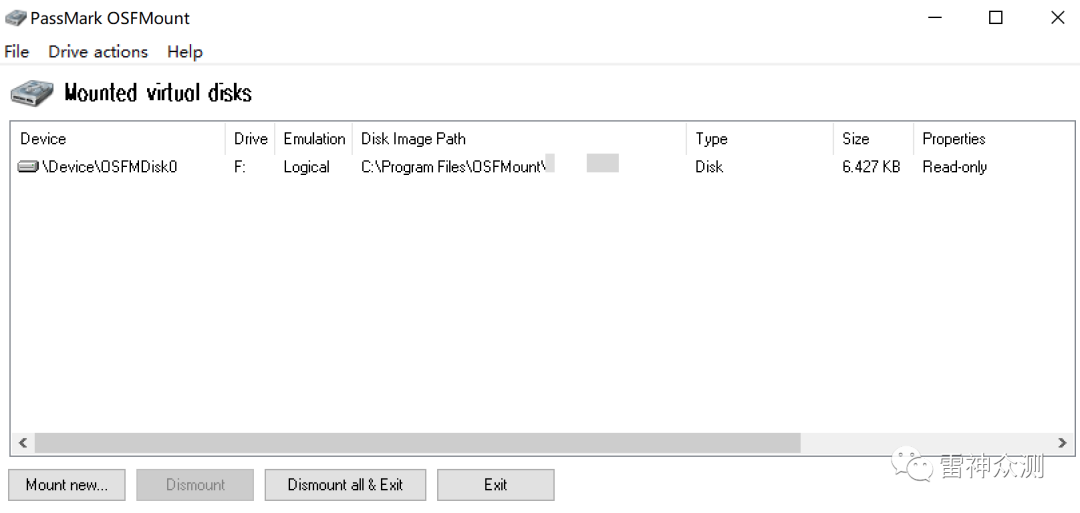 PassMark OSFMount
File Drive actions Help
Mounted virtual disks
Device Drive Emulation Disk Image Path Type Size Properties
\Device\OSFMDisk0 F: Logical C:\Program Files\OSFMount\ Disk 6.427 KB Read-only
Mount new... Dismount Dismount all & Exit Exit
雷神众测